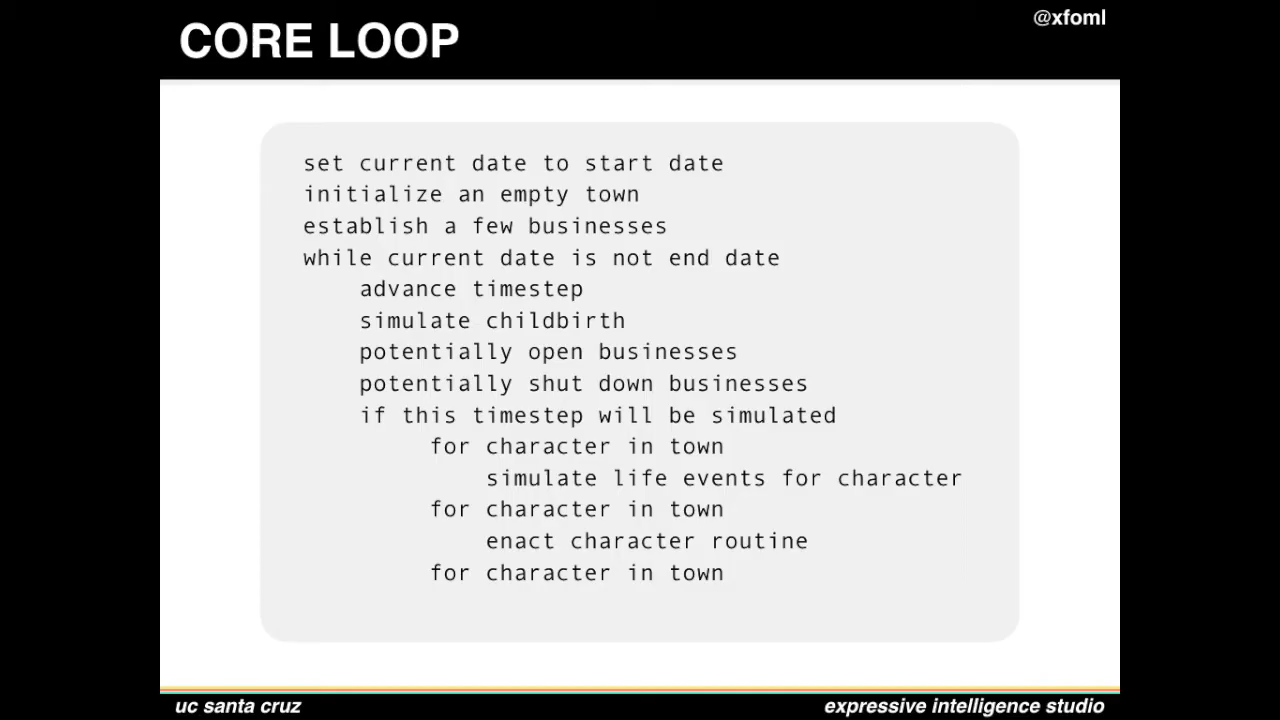 CORE LOOP
@xfoml
set current date to start date
initialize an empty town
establish a few businesses
while current date is not end date
advance timestep
simulate childbirth
potentially open businesses
potentially shut down businesses
if this timestep will be simulated
for character in town
simulate life events for character
for character in town
enact character routine
for character in town
uc santa cruz
expressive intelligence studio